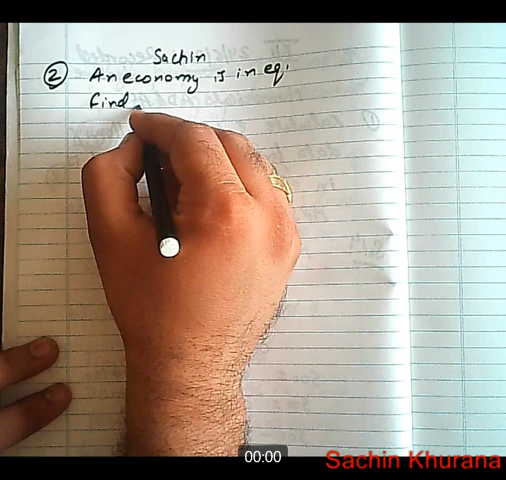 Sachin
② An economy is in eq.
find
00:00
Sachin Khurana